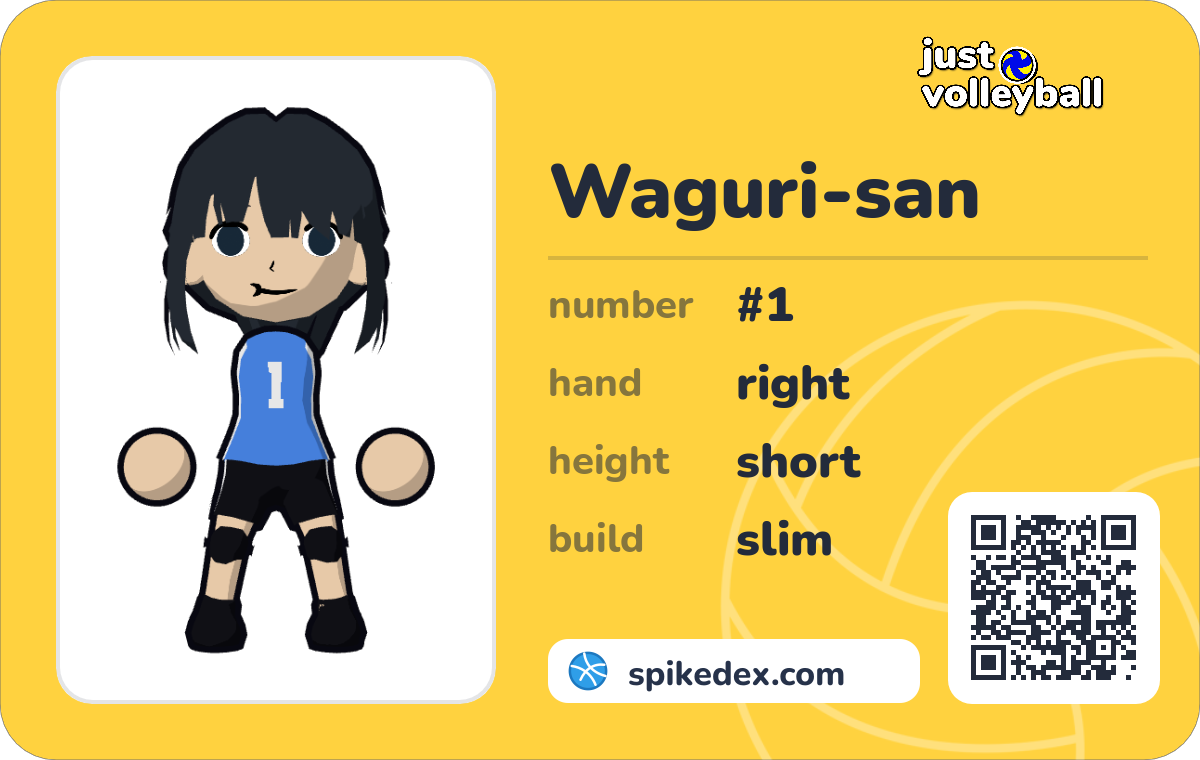 just
volleyball
Waguri-san
number #1
hand right
height short
build slim
1
spikedex.com